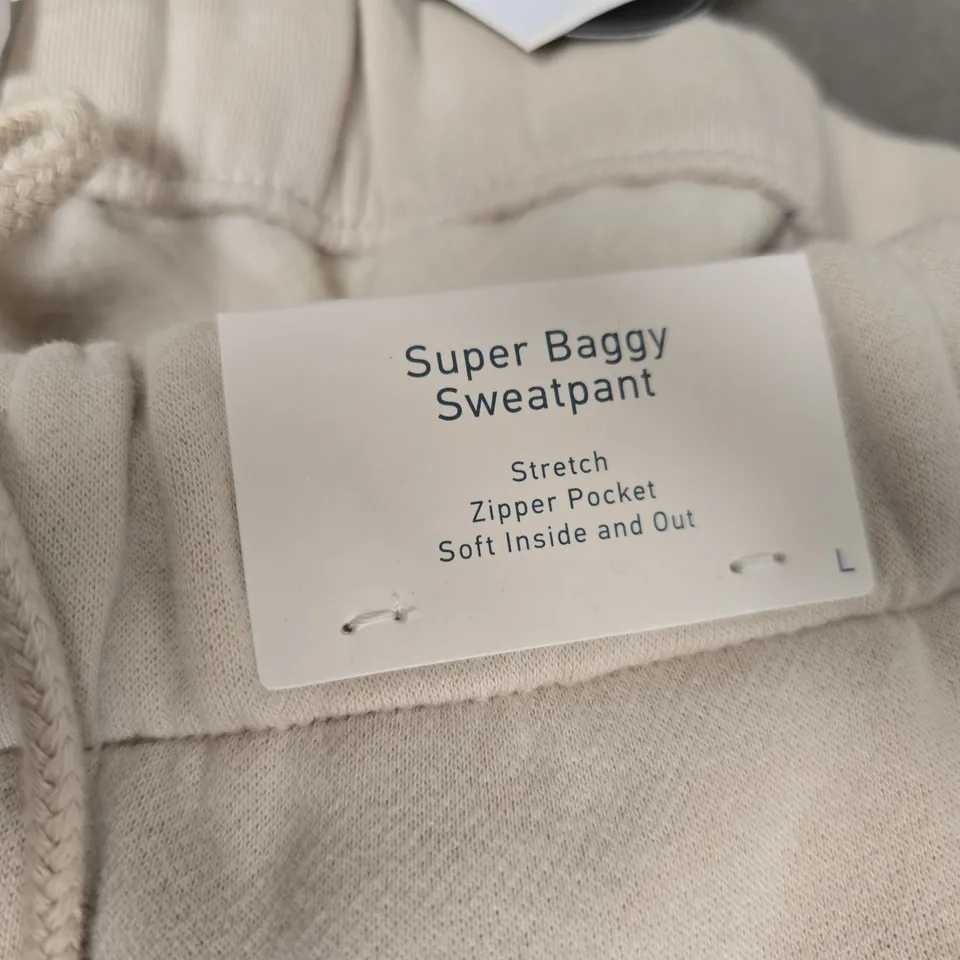 Super Baggy
Sweatpant
Stretch
Zipper Pocket
Soft Inside and Out
L